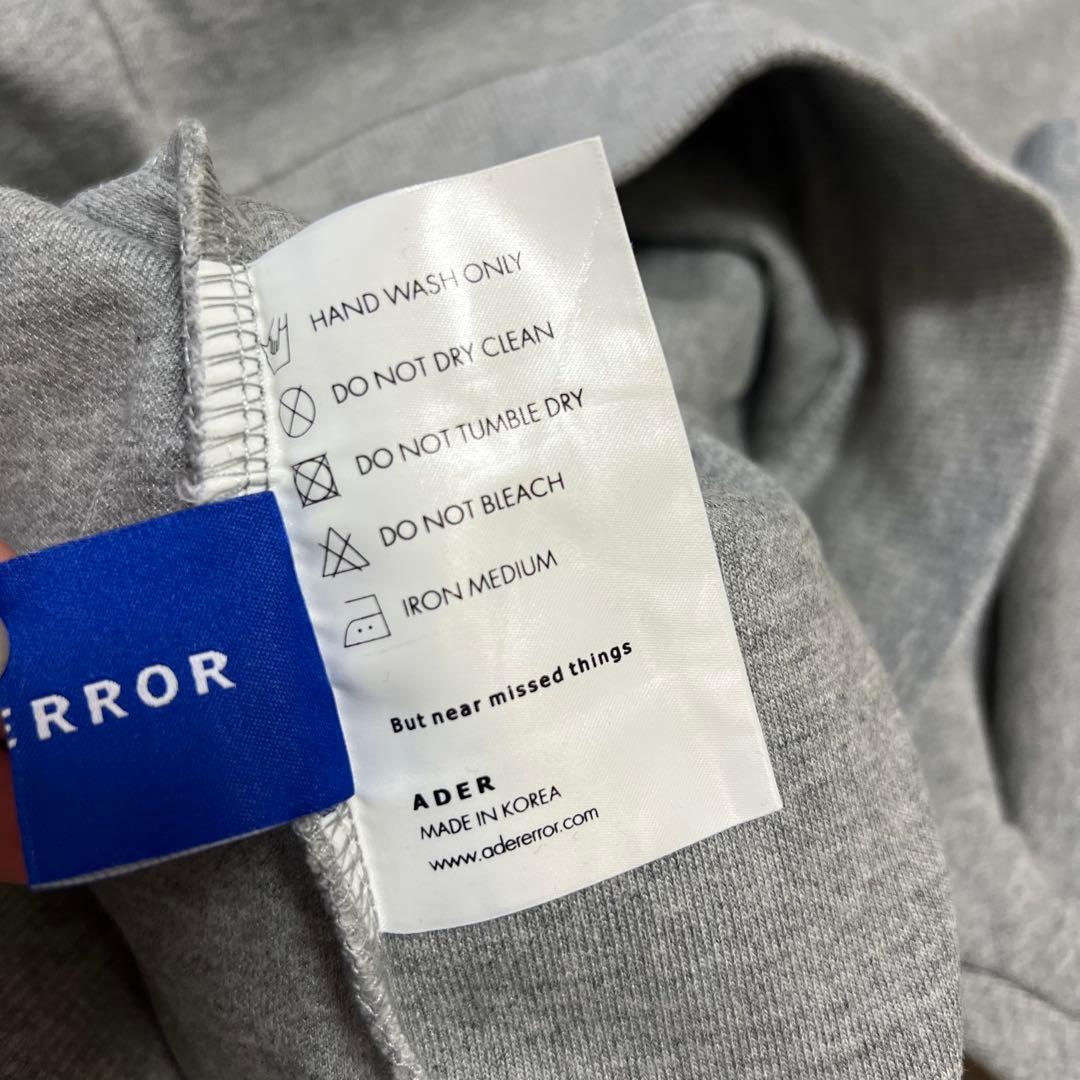 HAND WASH ONLY
DO NOT DRY CLEAN
DO NOT TUMBLE DRY
DO NOT BLEACH
IRON MEDIUM
ERROR
But near missed things
ADER
MADE IN KOREA
www.adererror.com